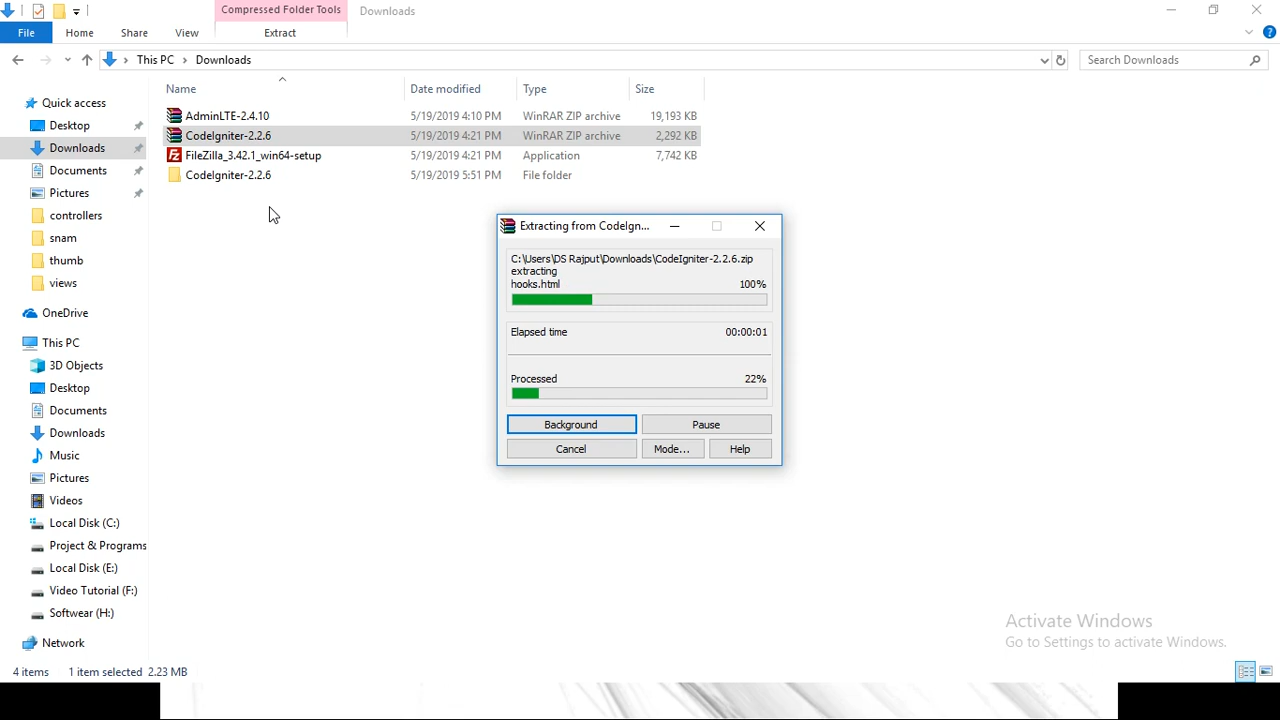 Compressed Folder Tools
Downloads
File
Home
Share
View
Extract
This PC
Downloads
Search Downloads
Name
Date modified
Type
Size
AdminLTE-2.4.10
5/19/2019 4:10 PM
WinRAR ZIP archive
19,193 KB
CodeIgniter-2.2.6
5/19/2019 4:21 PM
WinRAR ZIP archive
2,292 KB
FileZilla_3.42.1_win64-setup
5/19/2019 4:21 PM
Application
7,742 KB
CodeIgniter-2.2.6
5/19/2019 5:51 PM
File folder
Quick access
Desktop
Downloads
Documents
Pictures
controllers
snam
thumb
views
OneDrive
This PC
3D Objects
Desktop
Documents
Downloads
Music
Pictures
Videos
Local Disk (C:)
Project & Programs
Local Disk (E:)
Video Tutorial (F:)
Softwear (H:)
Network
Extracting from CodeIgn...
C:\Users\DS Rajput\Downloads\CodeIgniter-2.2.6.zip
extracting
hooks.html
100%
Elapsed time
00:00:01
Processed
22%
Background
Pause
Cancel
Mode...
Help
Activate Windows
Go to Settings to activate Windows.
4 items
1 item selected 2.23 MB